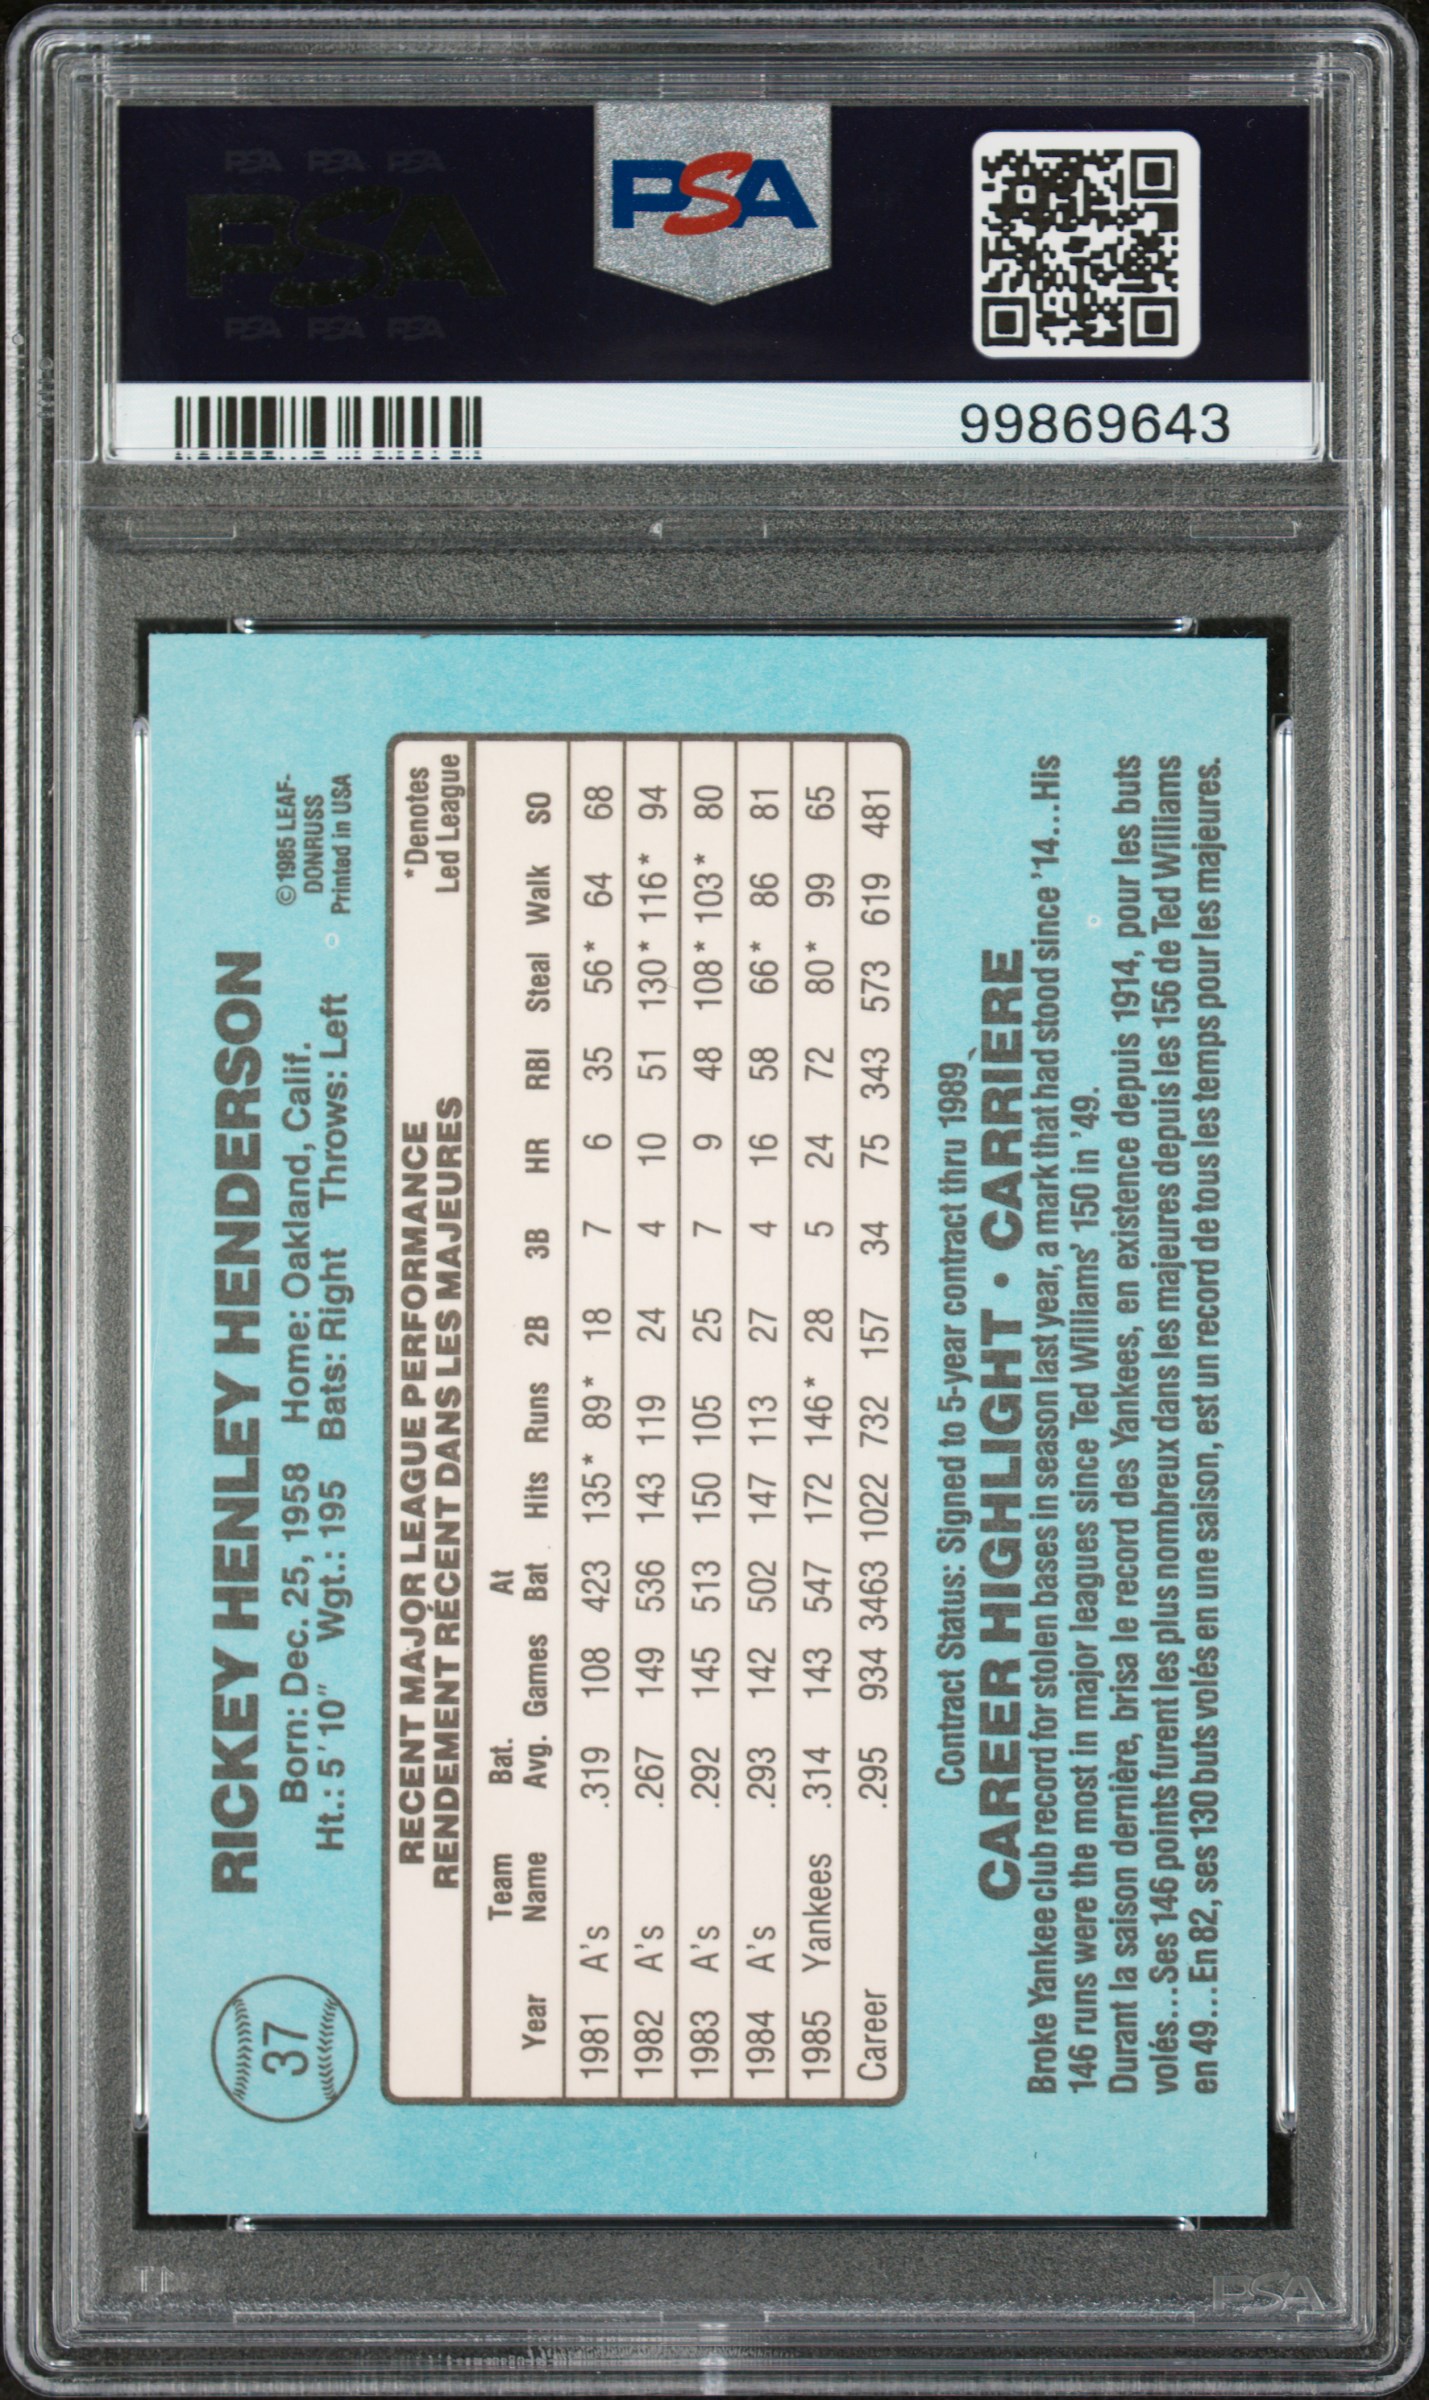 PSA PSA PSA
PSA
PSA PSA PSA
PSA
99869643
37
RICKEY HENLEY HENDERSON
Born: Dec. 25, 1958 Home: Oakland, Calif.
Ht.: 5'10" Wgt.: 195 Bats: Right Throws: Left
©1985 LEAF-
DONRUSS
Printed in USA
RECENT MAJOR LEAGUE PERFORMANCE
RENDEMENT RÉCENT DANS LES MAJEURES
*Denotes
Led League
Year Team Name Bat. Avg. Games At Bat Hits Runs 2B 3B HR RBI Steal Walk SO
1981 A's .319 108 423 135* 89* 18 7 6 35 56* 64 68
1982 A's .267 149 536 143 119 24 4 10 51 130* 116* 94
1983 A's .292 145 513 150 105 25 7 9 48 108* 103* 80
1984 A's .293 142 502 147 113 27 4 16 58 66* 86 81
1985 Yankees .314 143 547 172 146* 28 5 24 72 80* 99 65
Career .295 934 3463 1022 732 157 34 75 343 573 619 481
Contract Status: Signed to 5-year contract thru 1989
CAREER HIGHLIGHT • CARRIÈRE
Broke Yankee club record for stolen bases in season last year, a mark that had stood since '14...His
146 runs were the most in major leagues since Ted Williams' 150 in '49.
Durant la saison dernière, brisa le record des Yankees, en existence depuis 1914, pour les buts
volés...Ses 146 points furent les plus nombreux dans les majeures depuis les 156 de Ted Williams
en 49...En 82, ses 130 buts volés en une saison, est un record de tous les temps pour les majeures.
PSA